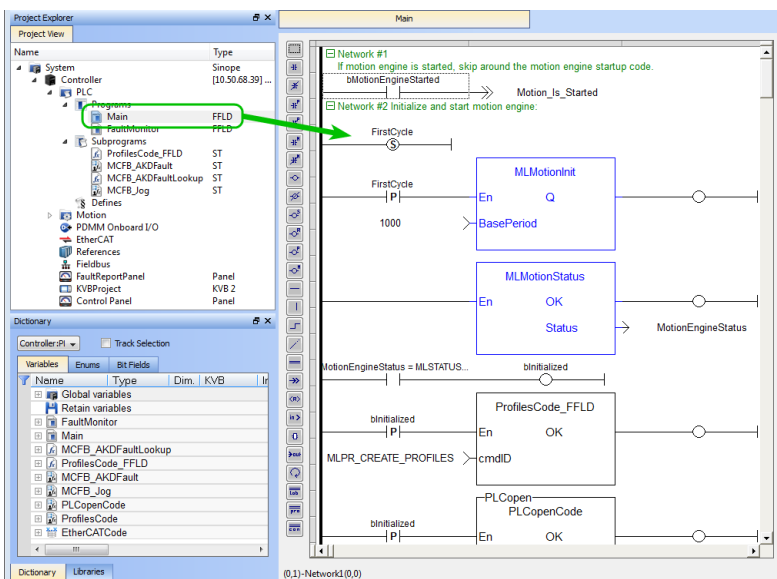 Project Explorer
Project View
Name Type
System Sinope
Controller [10.50.68.39] ...
PLC
Programs
Main FFLD
FaultMonitor FFLD
Subprograms
ProfilesCode_FFLD ST
MCFB_AKDFault ST
MCFB_AKDFaultLookup ST
MCFB_Jog ST
Defines
Motion
PDMM Onboard I/O
EtherCAT
References
Fieldbus
FaultReportPanel Panel
KVBProject KVB 2
Control Panel Panel
Dictionary
Controller:Pl Track Selection
Variables Enums Bit Fields
Name Type Dim. KVB
Global variables
Retain variables
FaultMonitor
Main
MCFB_AKDFaultLookup
ProfilesCode_FFLD
MCFB_AKDFault
MCFB_Jog
PLCopenCode
ProfilesCode
EtherCATCode
Dictionary Libraries
Main
Network #1
If motion engine is started, skip around the motion engine startup code.
bMotionEngineStarted
Motion_Is_Started
Network #2 Initialize and start motion engine:
FirstCycle
S
MLMotionInit
FirstCycle
P En Q
1000 BasePeriod
MLMotionStatus
En OK
Status MotionEngineStatus
MotionEngineStatus = MLSTATUS... bInitialized
ProfilesCode_FFLD
bInitialized
P En OK
MLPR_CREATE_PROFILES cmdID
PLCopen
PLCopenCode
bInitialized
P En OK
(0,1)-Network1(0,0)